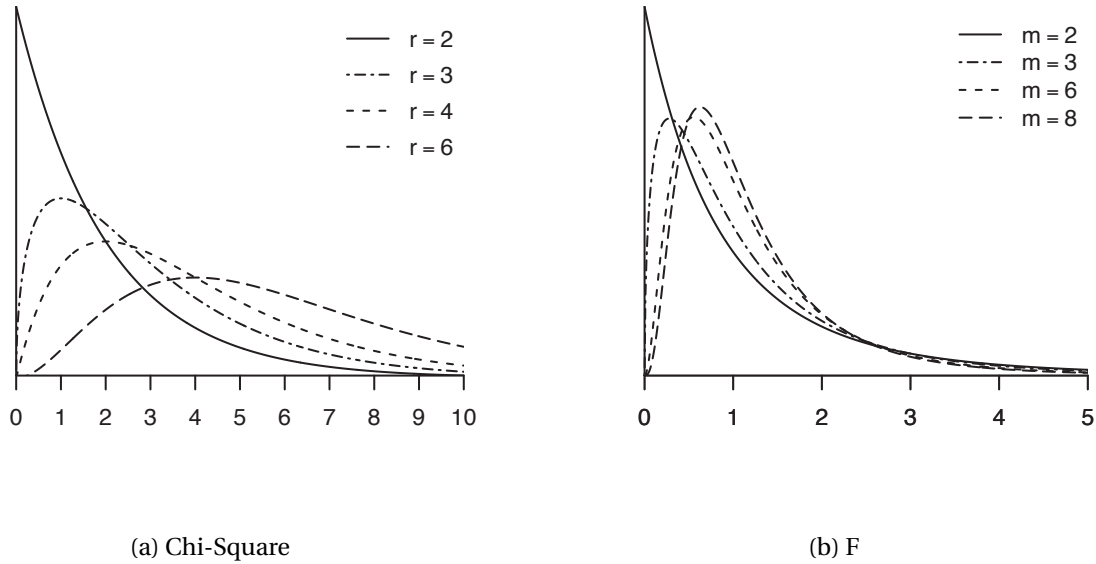 r = 2
r = 3
r = 4
r = 6
0 1 2 3 4 5 6 7 8 9 10
(a) Chi-Square
m = 2
m = 3
m = 6
m = 8
0 1 2 3 4 5
(b) F